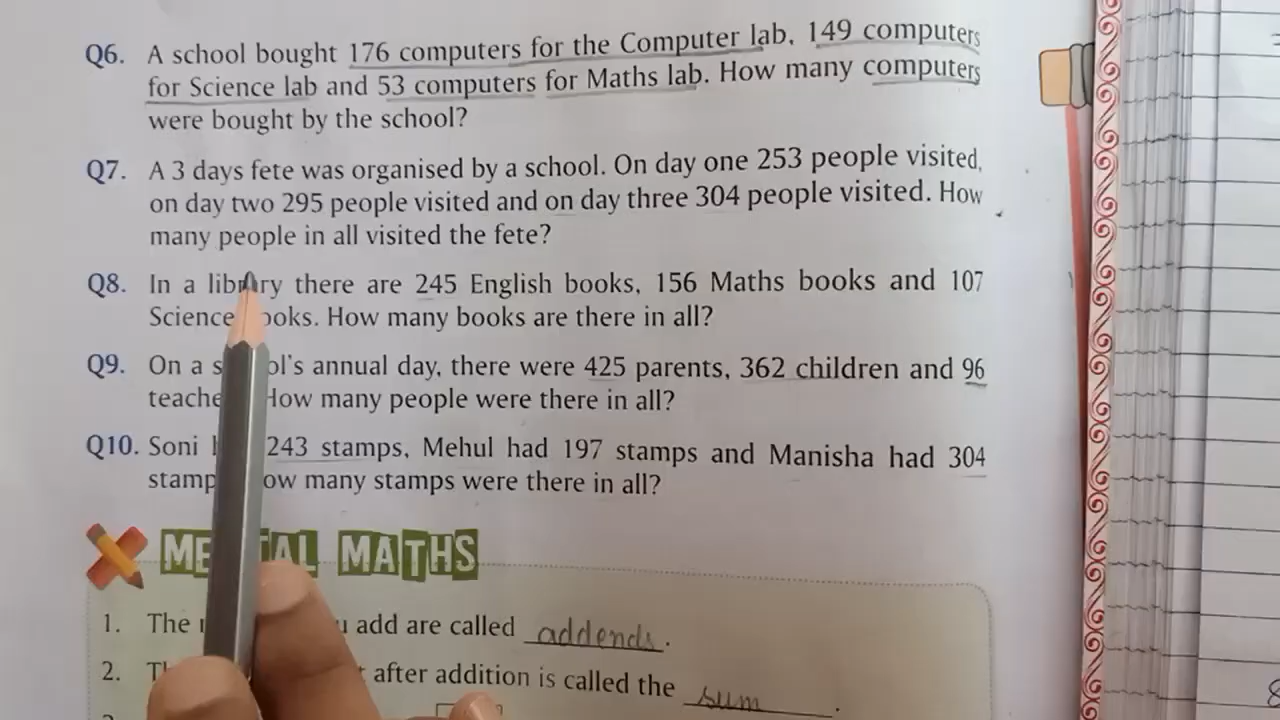 Q6. A school bought 176 computers for the Computer lab, 149 computers
for Science lab and 53 computers for Maths lab. How many computers
were bought by the school?
Q7. A 3 days fete was organised by a school. On day one 253 people visited,
on day two 295 people visited and on day three 304 people visited. How
many people in all visited the fete?
Q8. In a library there are 245 English books, 156 Maths books and 107
Science books. How many books are there in all?
Q9. On a school's annual day, there were 425 parents, 362 children and 96
How many people were there in all?
Q10. Soni 243 stamps, Mehul had 197 stamps and Manisha had 304
How many stamps were there in all?
MENTAL MATHS
1. The add are called addends.
2. after addition is called the sum.